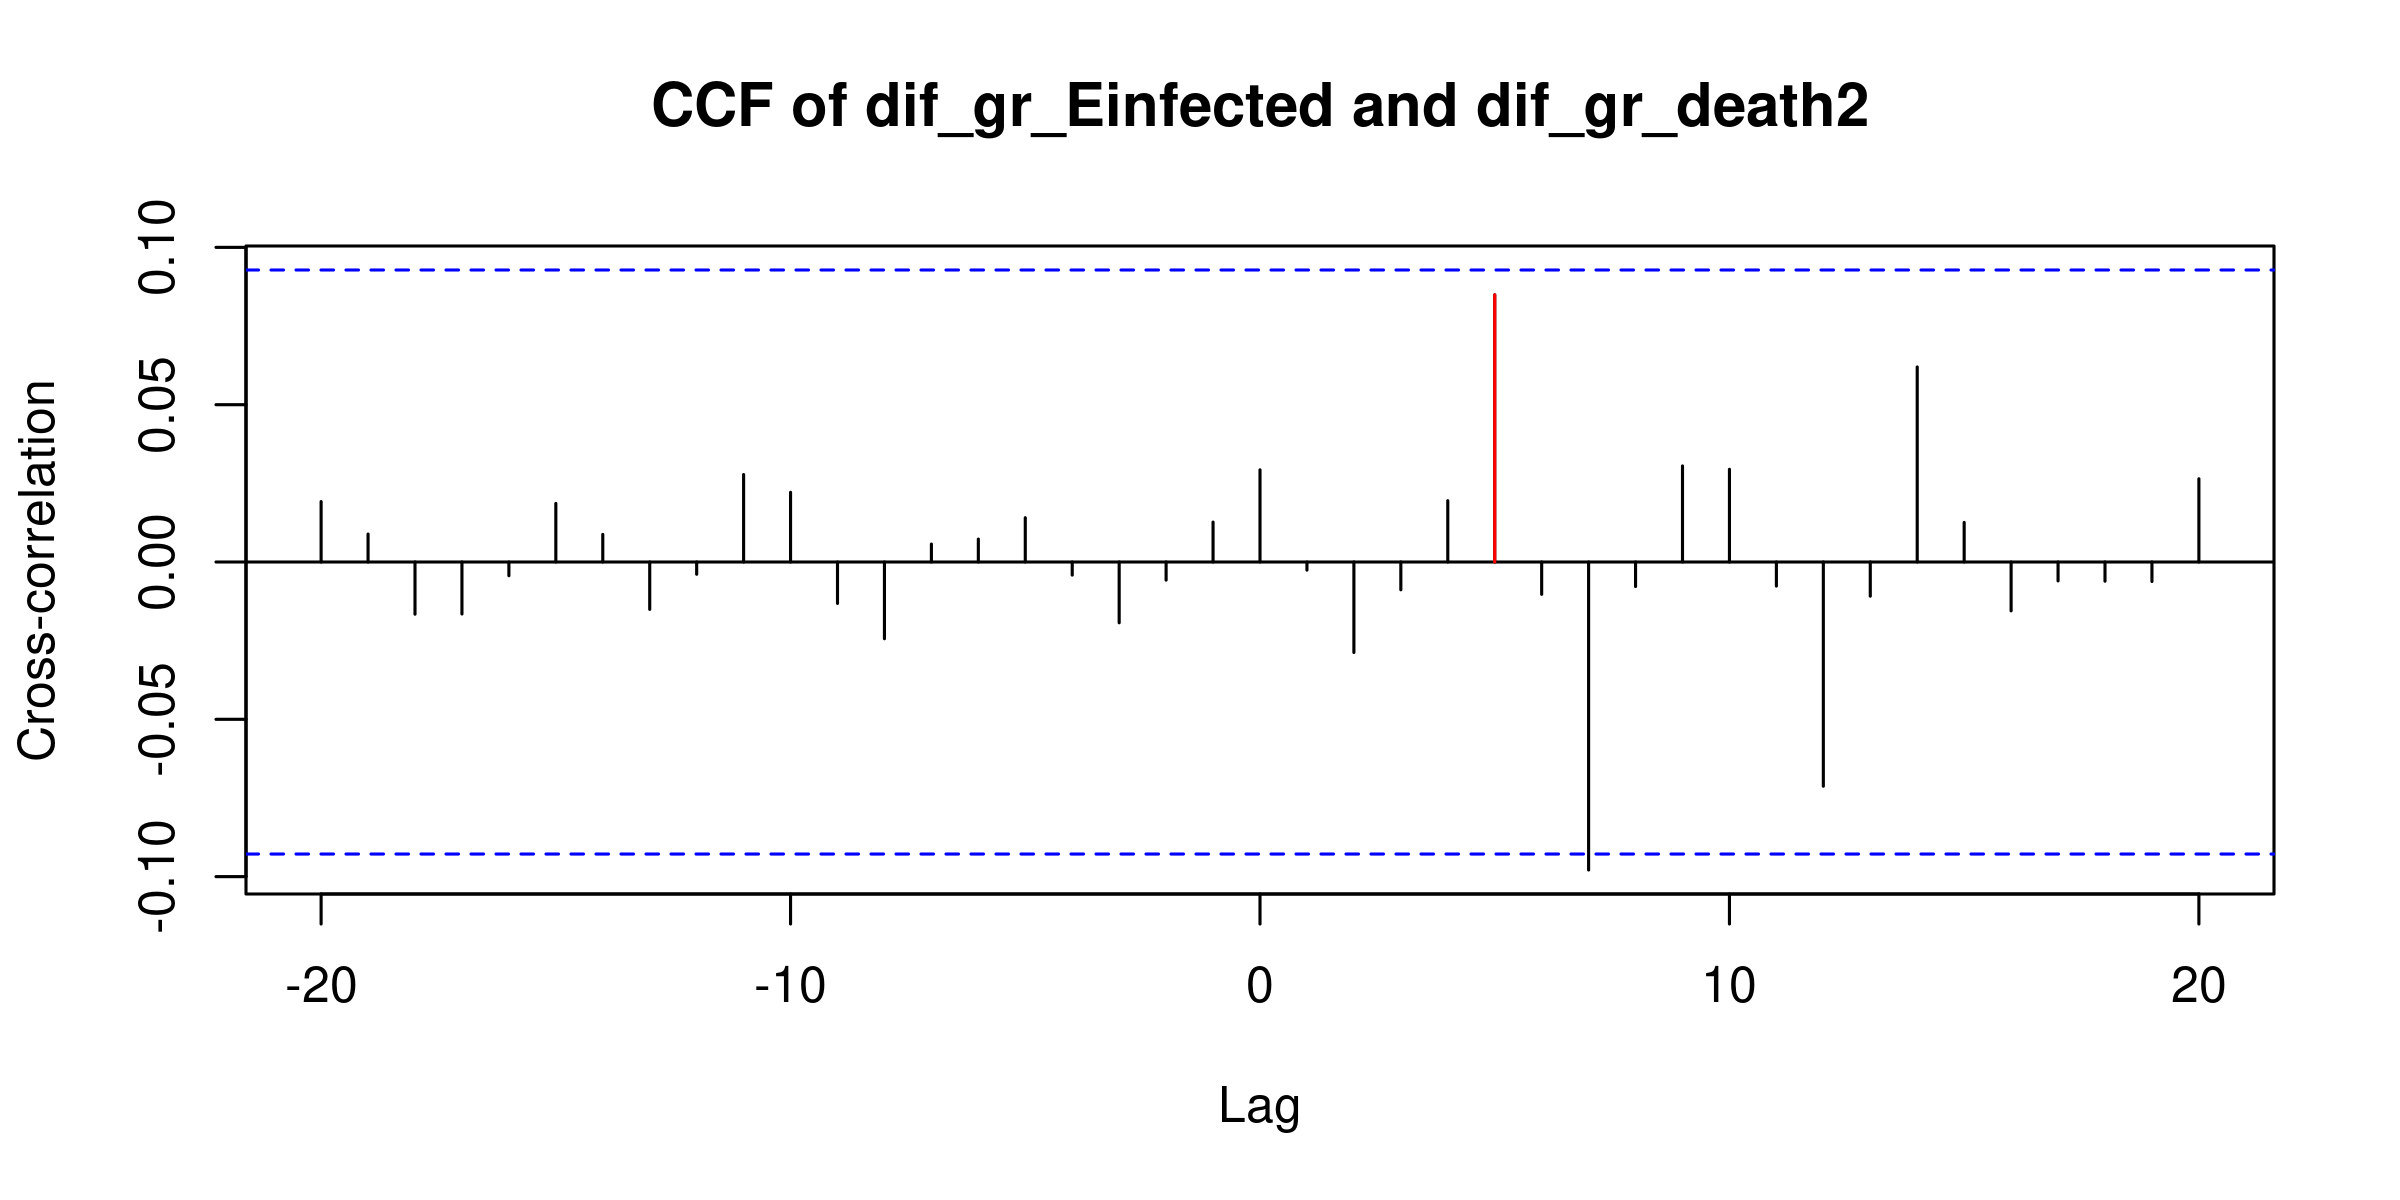 CCF of dif_gr_Einfected and dif_gr_death2
Cross-correlation
0.10
0.05
0.00
-0.05
-0.10
-20 -10 0 10 20
Lag